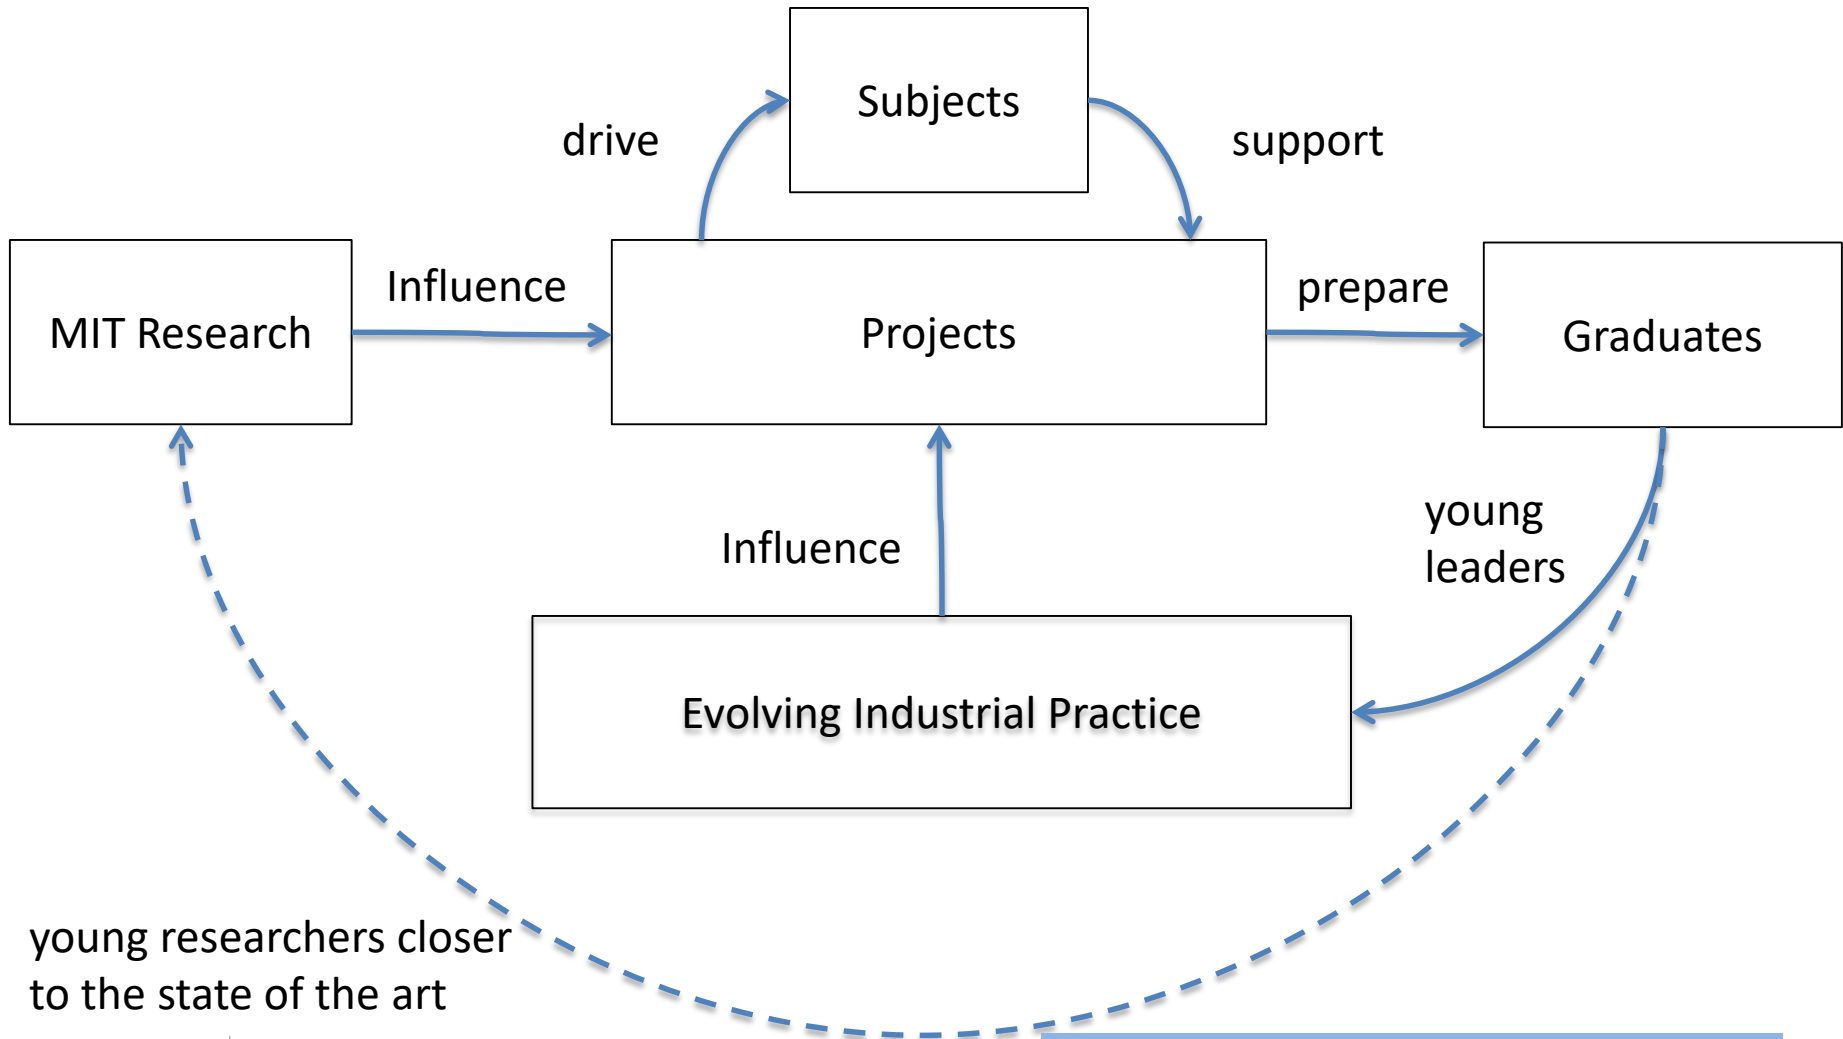 Subjects
drive
support
MIT Research
Influence
Projects
prepare
Graduates
Influence
young
leaders
Evolving Industrial Practice
young researchers closer
to the state of the art